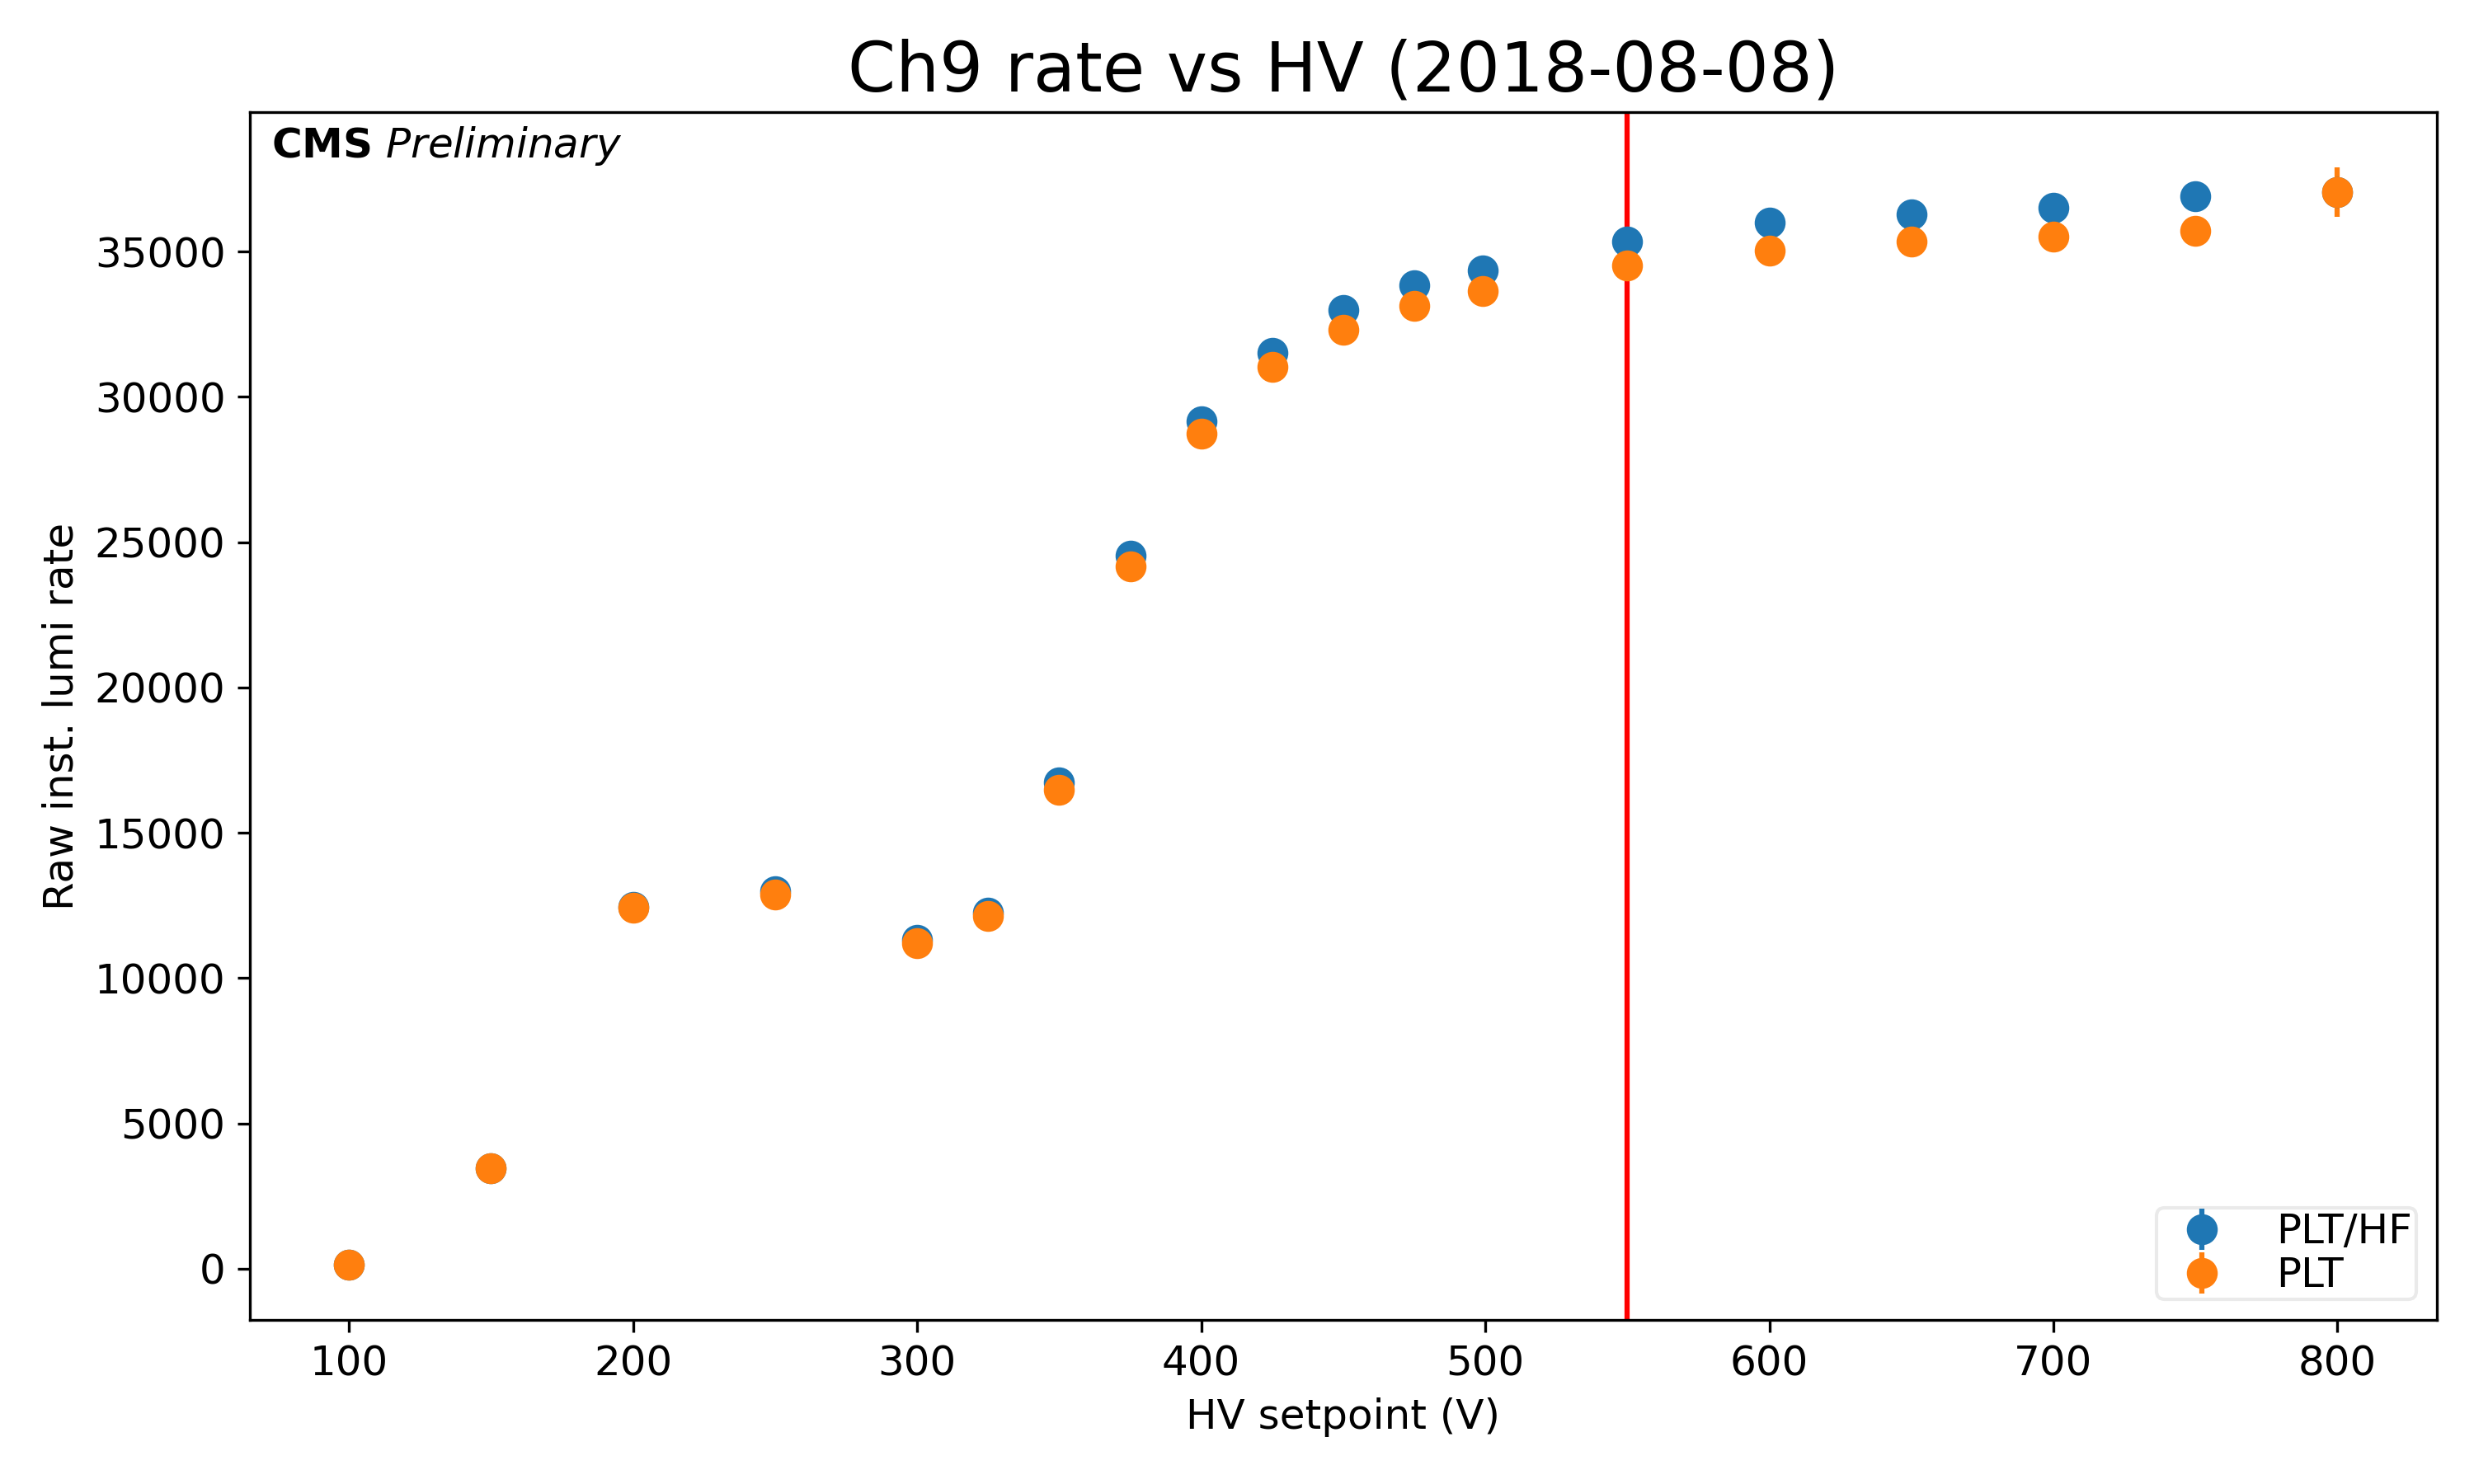 Ch9 rate vs HV (2018-08-08)
CMS Preliminary
35000
30000
25000
20000
15000
10000
5000
0
Raw inst. lumi rate
100 200 300 400 500 600 700 800
HV setpoint (V)
PLT/HF
PLT